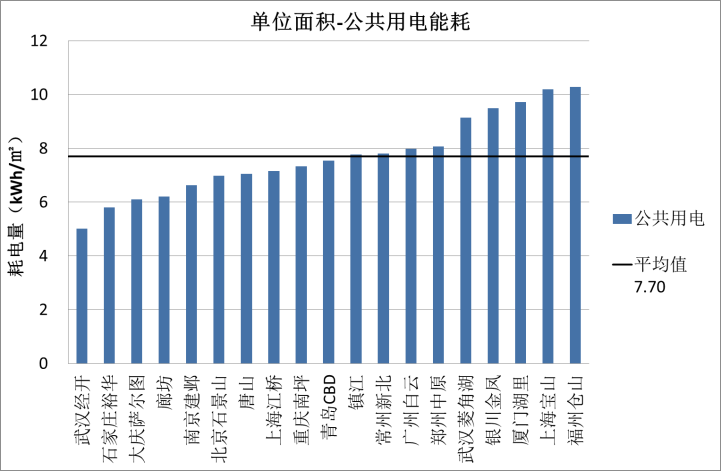 单位面积-公共用电能耗
12
10
8
6
4
2
0
耗电量（kWh/㎡）
武汉经开
石家庄裕华
大庆萨尔图
廊坊
南京建邺
北京石景山
唐山
上海江桥
重庆南坪
青岛CBD
镇江
常州新北
广州白云
郑州中原
武汉菱角湖
银川金凤
厦门湖里
上海宝山
福州仓山
公共用电
平均值
7.70